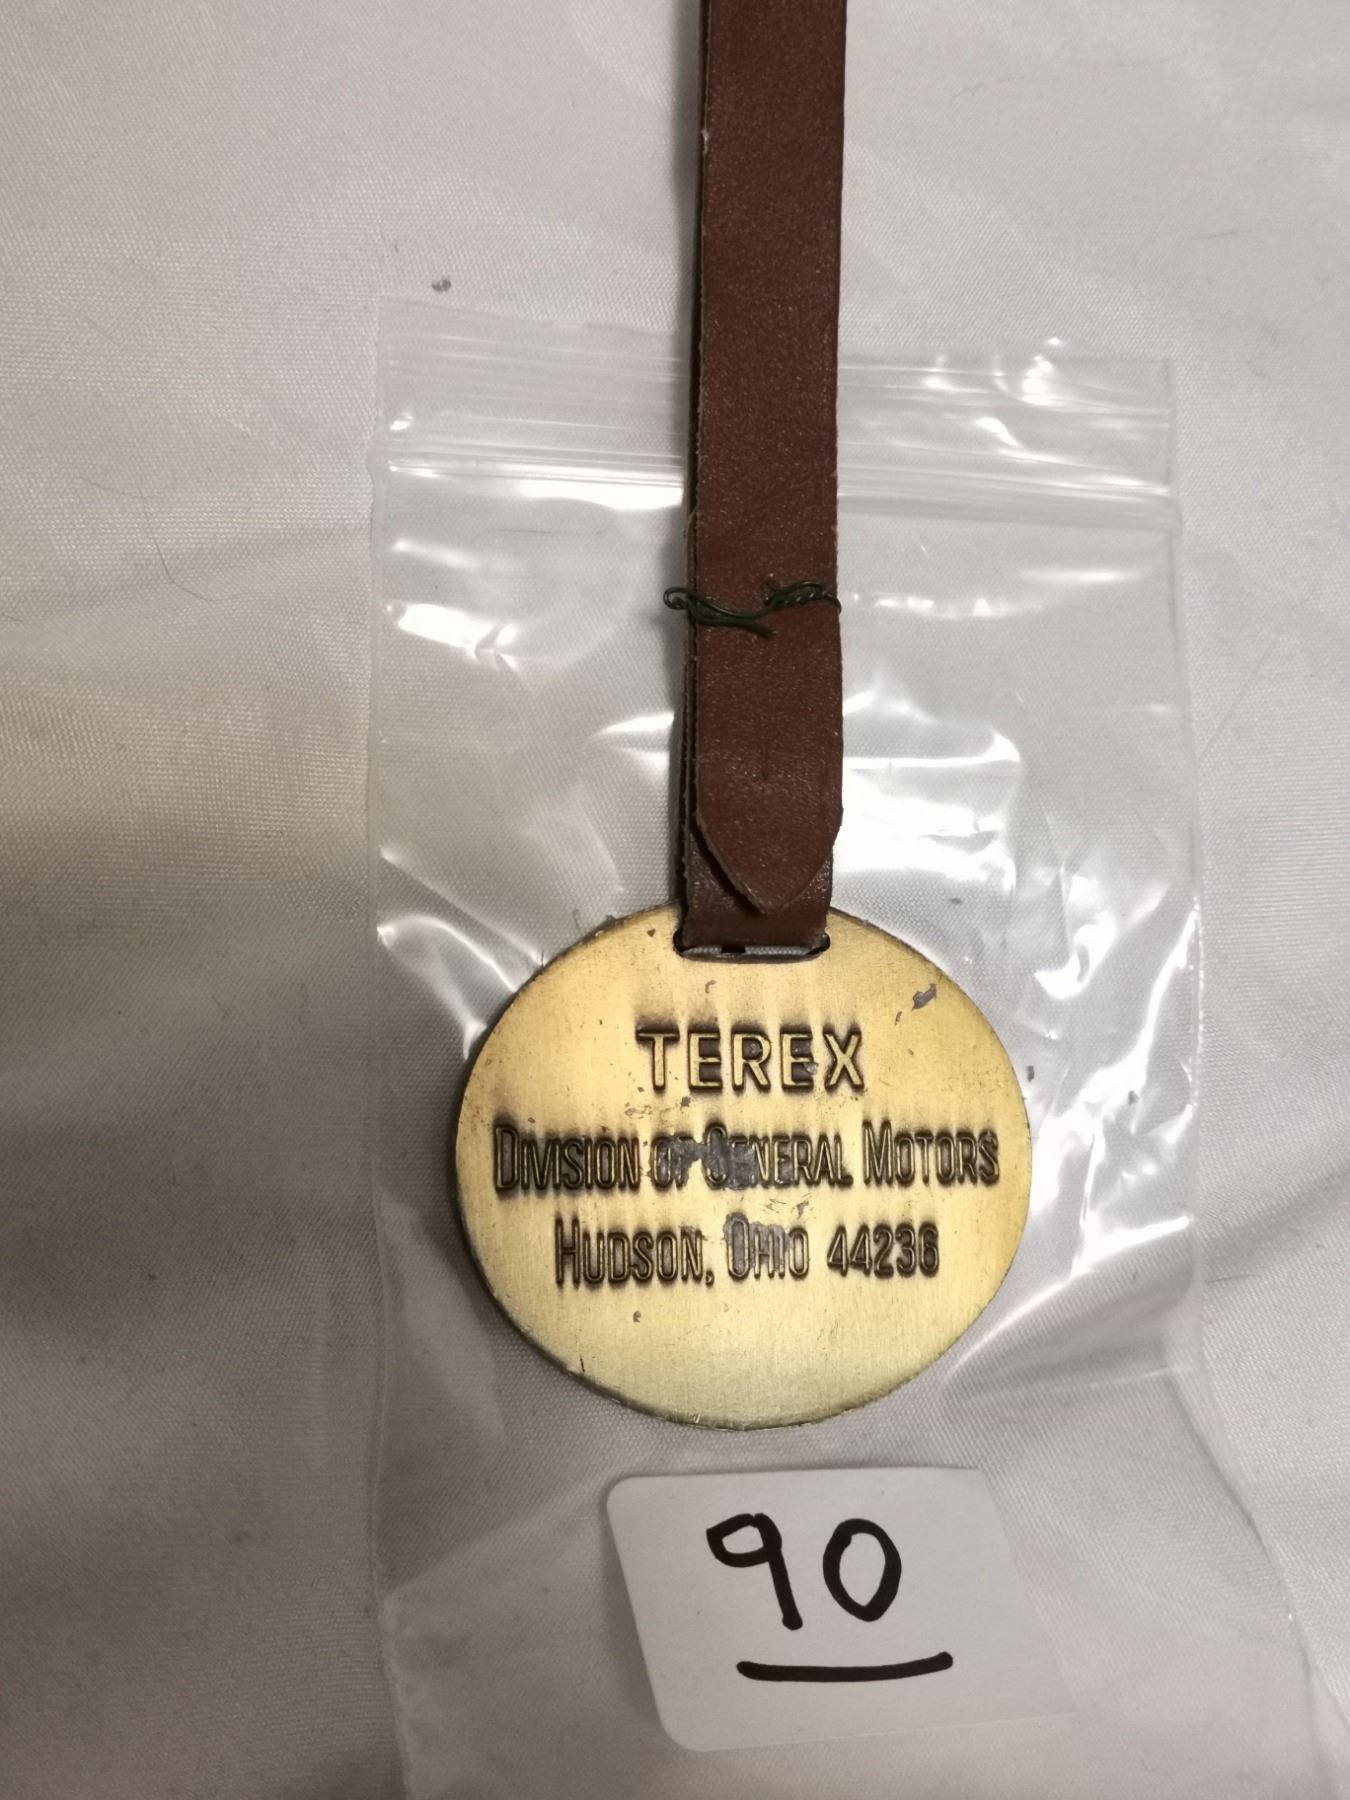 TEREX
DIVISION OF GENERAL MOTORS
HUDSON, OHIO 44236
90